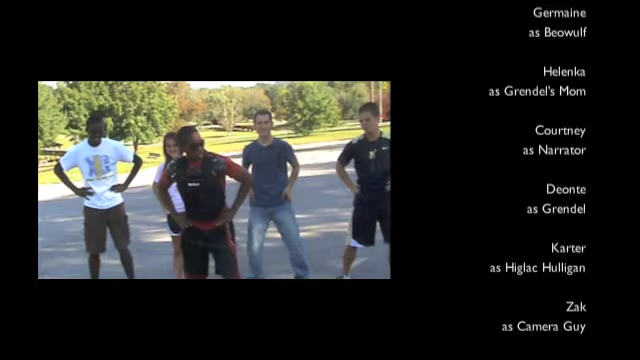 Germaine
as Beowulf
Helenka
as Grendel's Mom
Courtney
as Narrator
Deonte
as Grendel
Karter
as Higlac Hulligan
Zak
as Camera Guy